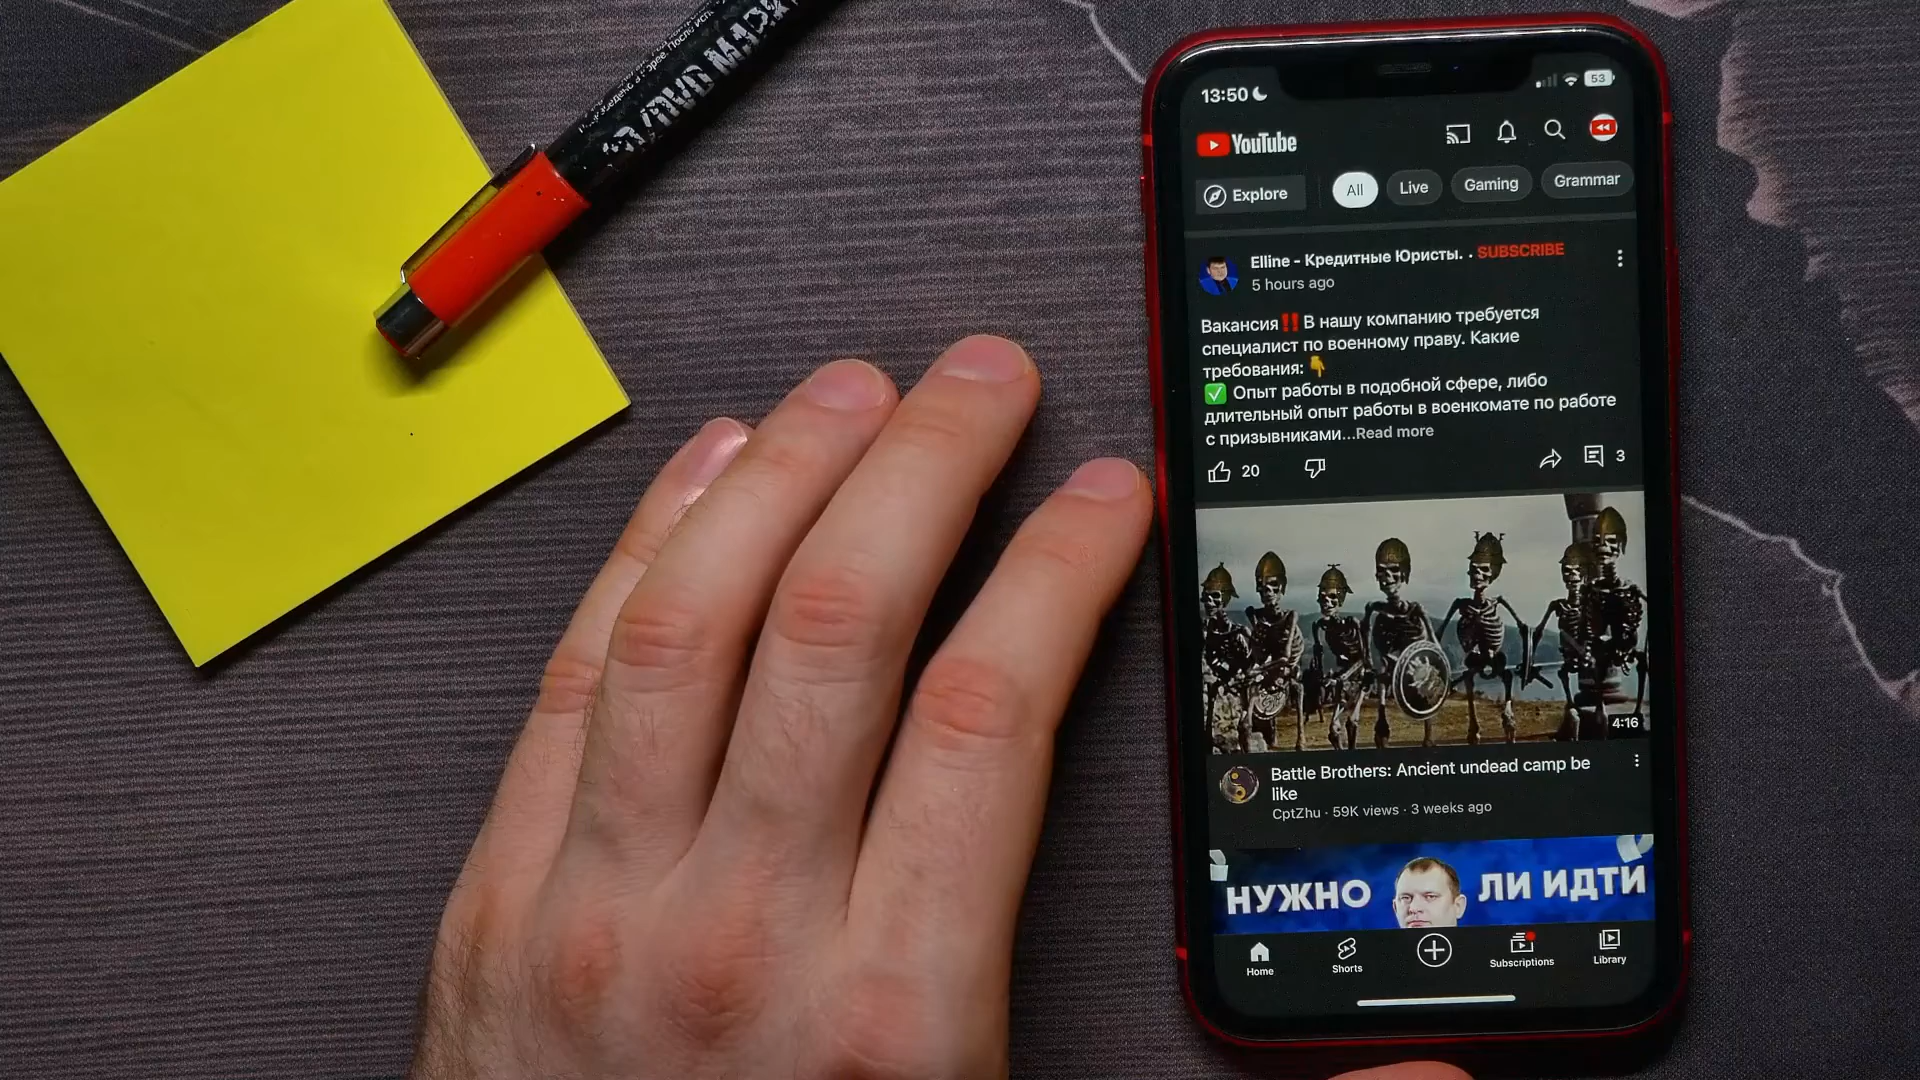 13:50
53
YouTube
Explore
All
Live
Gaming
Grammar
Elline - Кредитные Юристы. . SUBSCRIBE
5 hours ago
Вакансия‼️ В нашу компанию требуется
специалист по военному праву. Какие
требования: 👇
✅ Опыт работы в подобной сфере, либо
длительный опыт работы в военкомате по работе
с призывниками...Read more
20
3
4:16
Battle Brothers: Ancient undead camp be
like
CptZhu · 59K views · 3 weeks ago
НУЖНО ЛИ ИДТИ
Home
Shorts
Subscriptions
Library